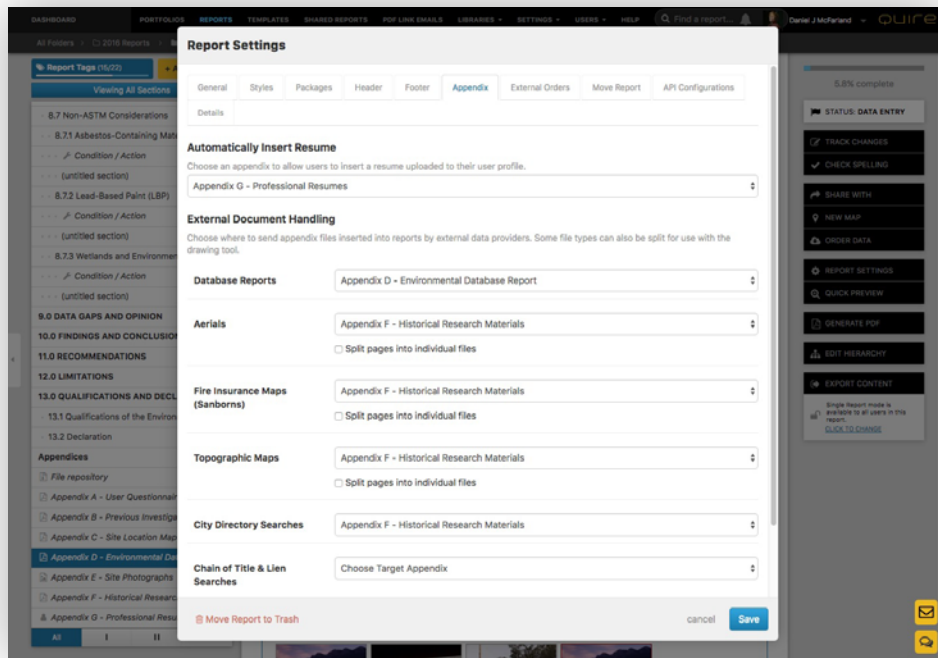 DASHBOARD PORTFOLIOS REPORTS TEMPLATES SHARED REPORTS PDF LINK EMAILS LIBRARIES SETTINGS USERS HELP Find a report... Daniel J McFarland QUIRE
All Folders 2018 Reports
Report Tags (15/22)
Viewing All Sections
8.7 Non-ASTM Considerations
8.7.1 Asbestos-Containing Mate
Condition / Action
(untitled section)
8.7.2 Lead-Based Paint (LBP)
Condition / Action
(untitled section)
8.7.3 Wetlands and Environmen
Condition / Action
(untitled section)
9.0 DATA GAPS AND OPINION
10.0 FINDINGS AND CONCLUSION
11.0 RECOMMENDATIONS
12.0 LIMITATIONS
13.0 QUALIFICATIONS AND DECL
13.1 Qualifications of the Environ
13.2 Declaration
Appendices
File repository
Appendix A - User Questionnair
Appendix B - Previous Investiga
Appendix C - Site Location Map
Appendix D - Environmental Dat
Appendix E - Site Photographs
Appendix F - Historical Researc
Appendix G - Professional Resu
All I II
Report Settings
General Styles Packages Header Footer Appendix External Orders Move Report API Configurations
Details
Automatically Insert Resume
Choose an appendix to allow users to insert a resume uploaded to their user profile.
Appendix G - Professional Resumes
External Document Handling
Choose where to send appendix files inserted into reports by external data providers. Some file types can also be split for use with the
drawing tool.
Database Reports Appendix D - Environmental Database Report
Aerials Appendix F - Historical Research Materials
Split pages into individual files
Fire Insurance Maps Appendix F - Historical Research Materials
(Sanborns)
Split pages into individual files
Topographic Maps Appendix F - Historical Research Materials
Split pages into individual files
City Directory Searches Appendix F - Historical Research Materials
Chain of Title & Lien Choose Target Appendix
Searches
Move Report to Trash cancel Save
5.8% complete
STATUS: DATA ENTRY
TRACK CHANGES
CHECK SPELLING
SHARE WITH
NEW MAP
ORDER DATA
REPORT SETTINGS
QUICK PREVIEW
GENERATE PDF
EDIT HIERARCHY
EXPORT CONTENT
Single Report mode is
available to all users in this
report.
CLICK TO CHANGE